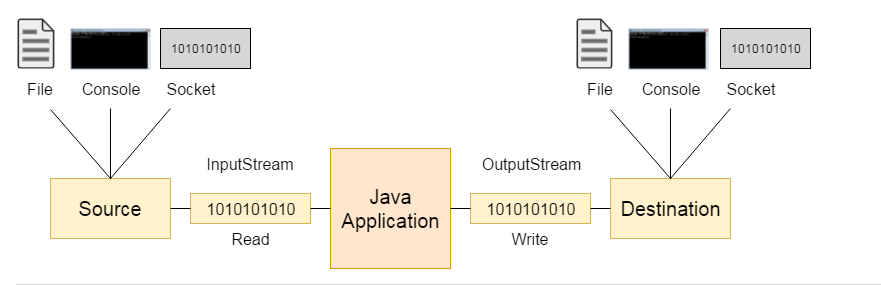 1010101010
1010101010
File
Console
Socket
File
Console
Socket
InputStream
OutputStream
Source
1010101010
Java
Application
1010101010
Destination
Read
Write